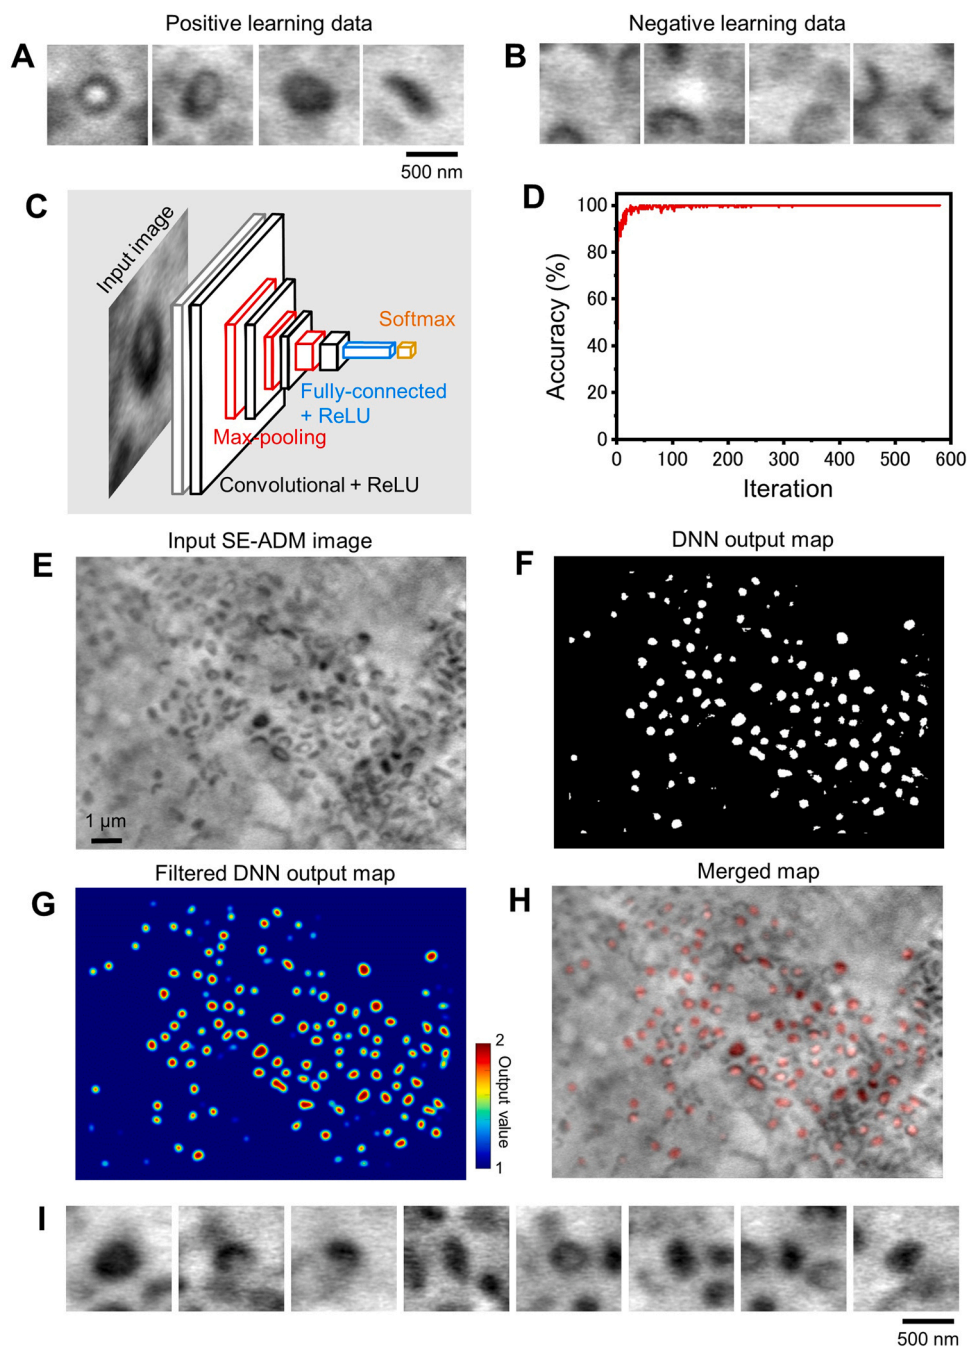 Positive learning data
Negative learning data
A
B
500 nm
C
Input image
Softmax
Fully-connected
+ ReLU
Max-pooling
Convolutional + ReLU
D
Accuracy (%)
100
80
60
40
20
0
0 100 200 300 400 500 600
Iteration
Input SE-ADM image
DNN output map
E
F
1 µm
Filtered DNN output map
Merged map
G
H
2
Output value
1
I
500 nm